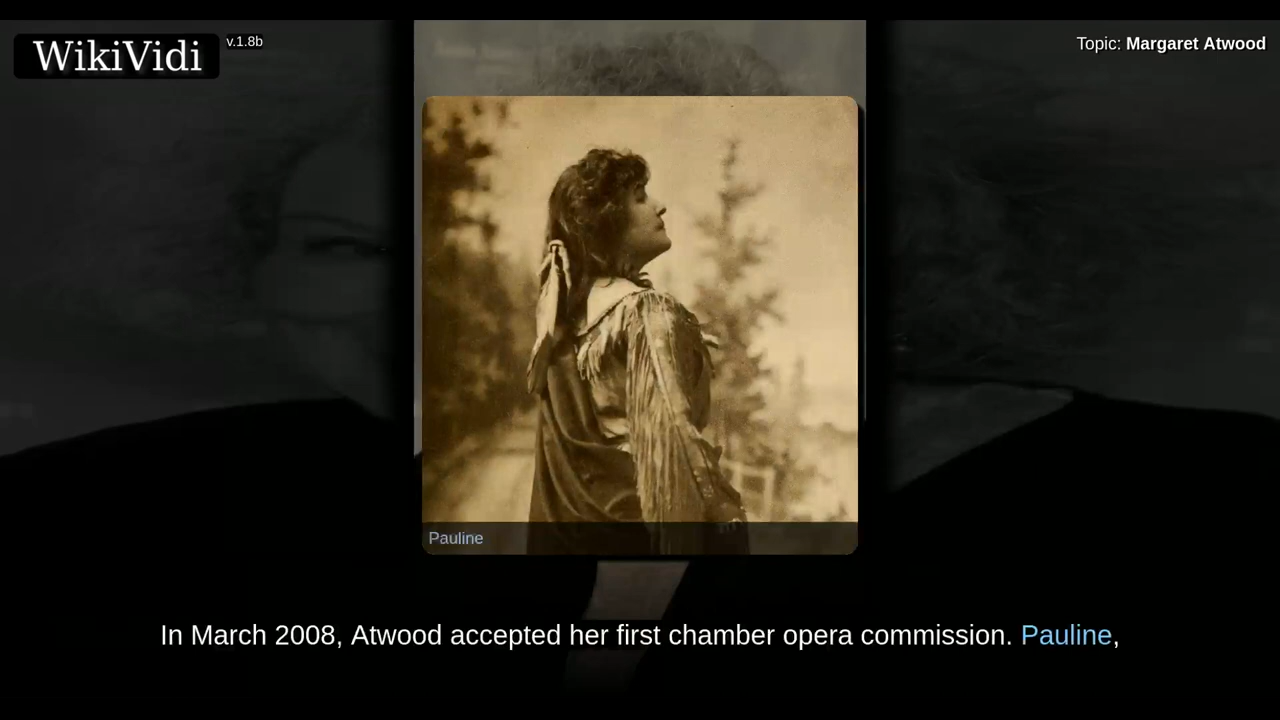 WikiVidi v.1.8b
Topic: Margaret Atwood
Pauline
In March 2008, Atwood accepted her first chamber opera commission. Pauline,